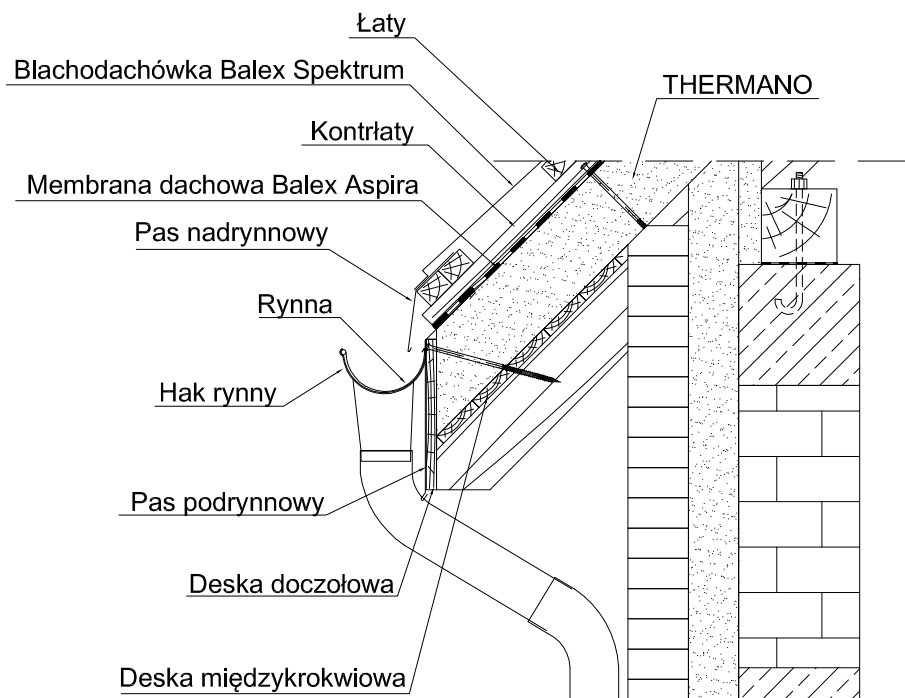 Łaty
Blachodachówka Balex Spektrum
THERMANO
Kontrłaty
Membrana dachowa Balex Aspira
Pas nadrynnowy
Rynna
Hak rynny
Pas podrynnowy
Deska doczołowa
Deska międzykrokwiowa